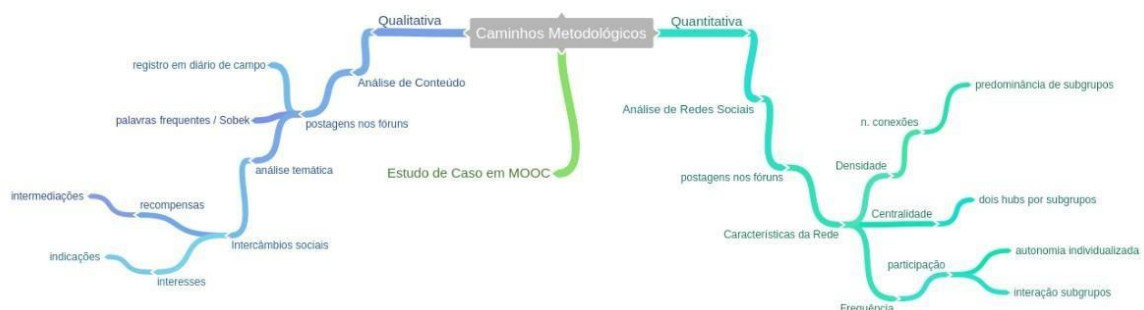 Caminhos Metodológicos
Qualitativa
Análise de Conteúdo
postagens nos fóruns
registro em diário de campo
palavras frequentes / Sobek
análise temática
Intercâmbios sociais
recompensas
intermediações
interesses
indicações
Estudo de Caso em MOOC
Quantitativa
Análise de Redes Sociais
postagens nos fóruns
Características da Rede
Densidade
n. conexões
predominância de subgrupos
Centralidade
dois hubs por subgrupos
Frequência
participação
autonomia individualizada
interação subgrupos